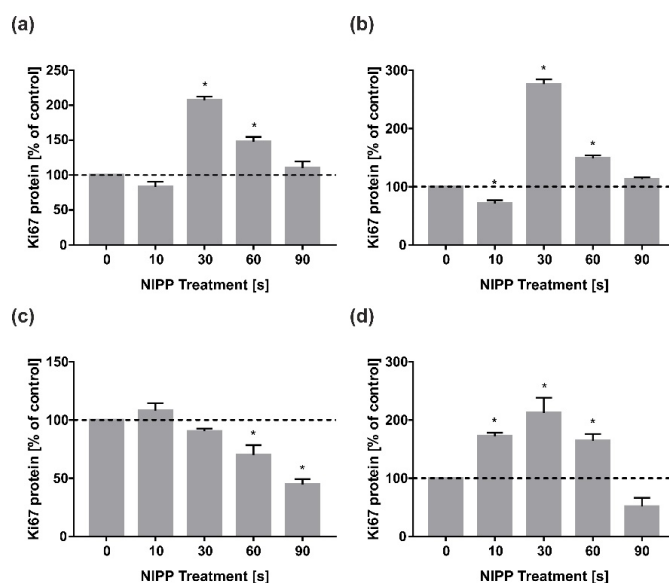 (a)
Ki67 protein [% of control]
250
200
150
100
50
0
*
*
0 10 30 60 90
NIPP Treatment [s]
(b)
Ki67 protein [% of control]
300
200
100
0
*
*
*
0 10 30 60 90
NIPP Treatment [s]
(c)
Ki67 protein [% of control]
150
100
50
0
*
*
0 10 30 60 90
NIPP Treatment [s]
(d)
Ki67 protein [% of control]
300
200
100
0
*
*
*
0 10 30 60 90
NIPP Treatment [s]